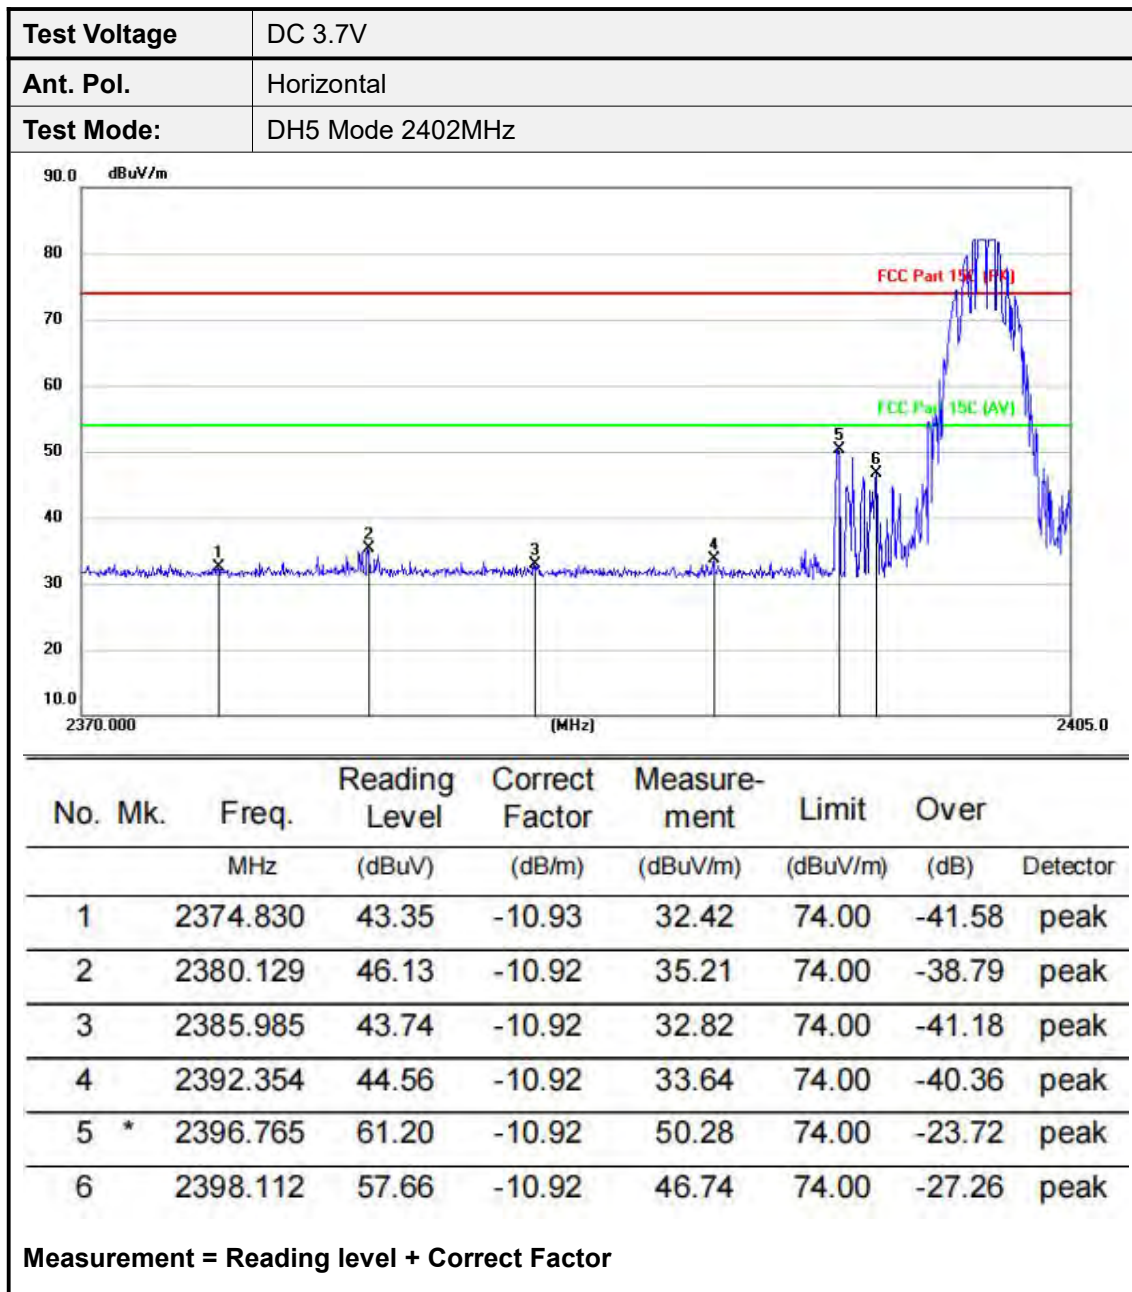 Test Voltage DC 3.7V
Ant. Pol. Horizontal
Test Mode: DH5 Mode 2402MHz
90.0 dBuV/m
80
FCC Part 15C (PK)
70
60
FCC Part 15C (AV)
50
40
30
20
10.0
1 2 3 4 5 6
2370.000 (MHz) 2405.0
No. Mk. Freq. Reading Level Correct Factor Measure-ment Limit Over
MHz (dBuV) (dB/m) (dBuV/m) (dBuV/m) (dB) Detector
1 2374.830 43.35 -10.93 32.42 74.00 -41.58 peak
2 2380.129 46.13 -10.92 35.21 74.00 -38.79 peak
3 2385.985 43.74 -10.92 32.82 74.00 -41.18 peak
4 2392.354 44.56 -10.92 33.64 74.00 -40.36 peak
5 * 2396.765 61.20 -10.92 50.28 74.00 -23.72 peak
6 2398.112 57.66 -10.92 46.74 74.00 -27.26 peak
Measurement = Reading level + Correct Factor